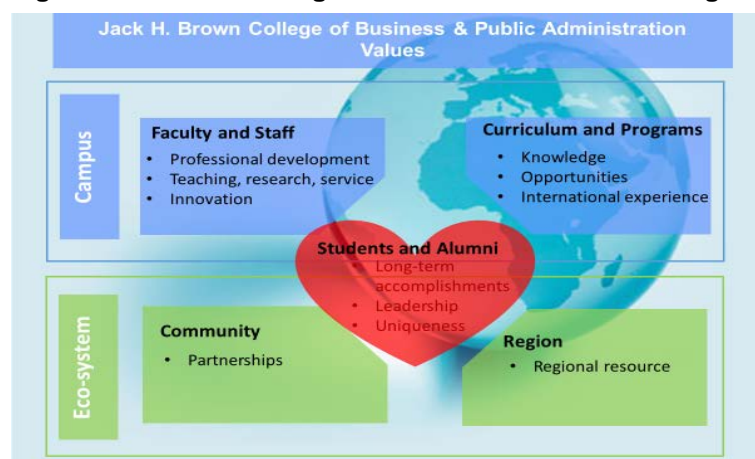 Jack H. Brown College of Business & Public Administration
Values
Campus
Faculty and Staff
• Professional development
• Teaching, research, service
• Innovation
Curriculum and Programs
• Knowledge
• Opportunities
• International experience
Students and Alumni
• Long-term
accomplishments
• Leadership
• Uniqueness
Eco-system
Community
• Partnerships
Region
• Regional resource